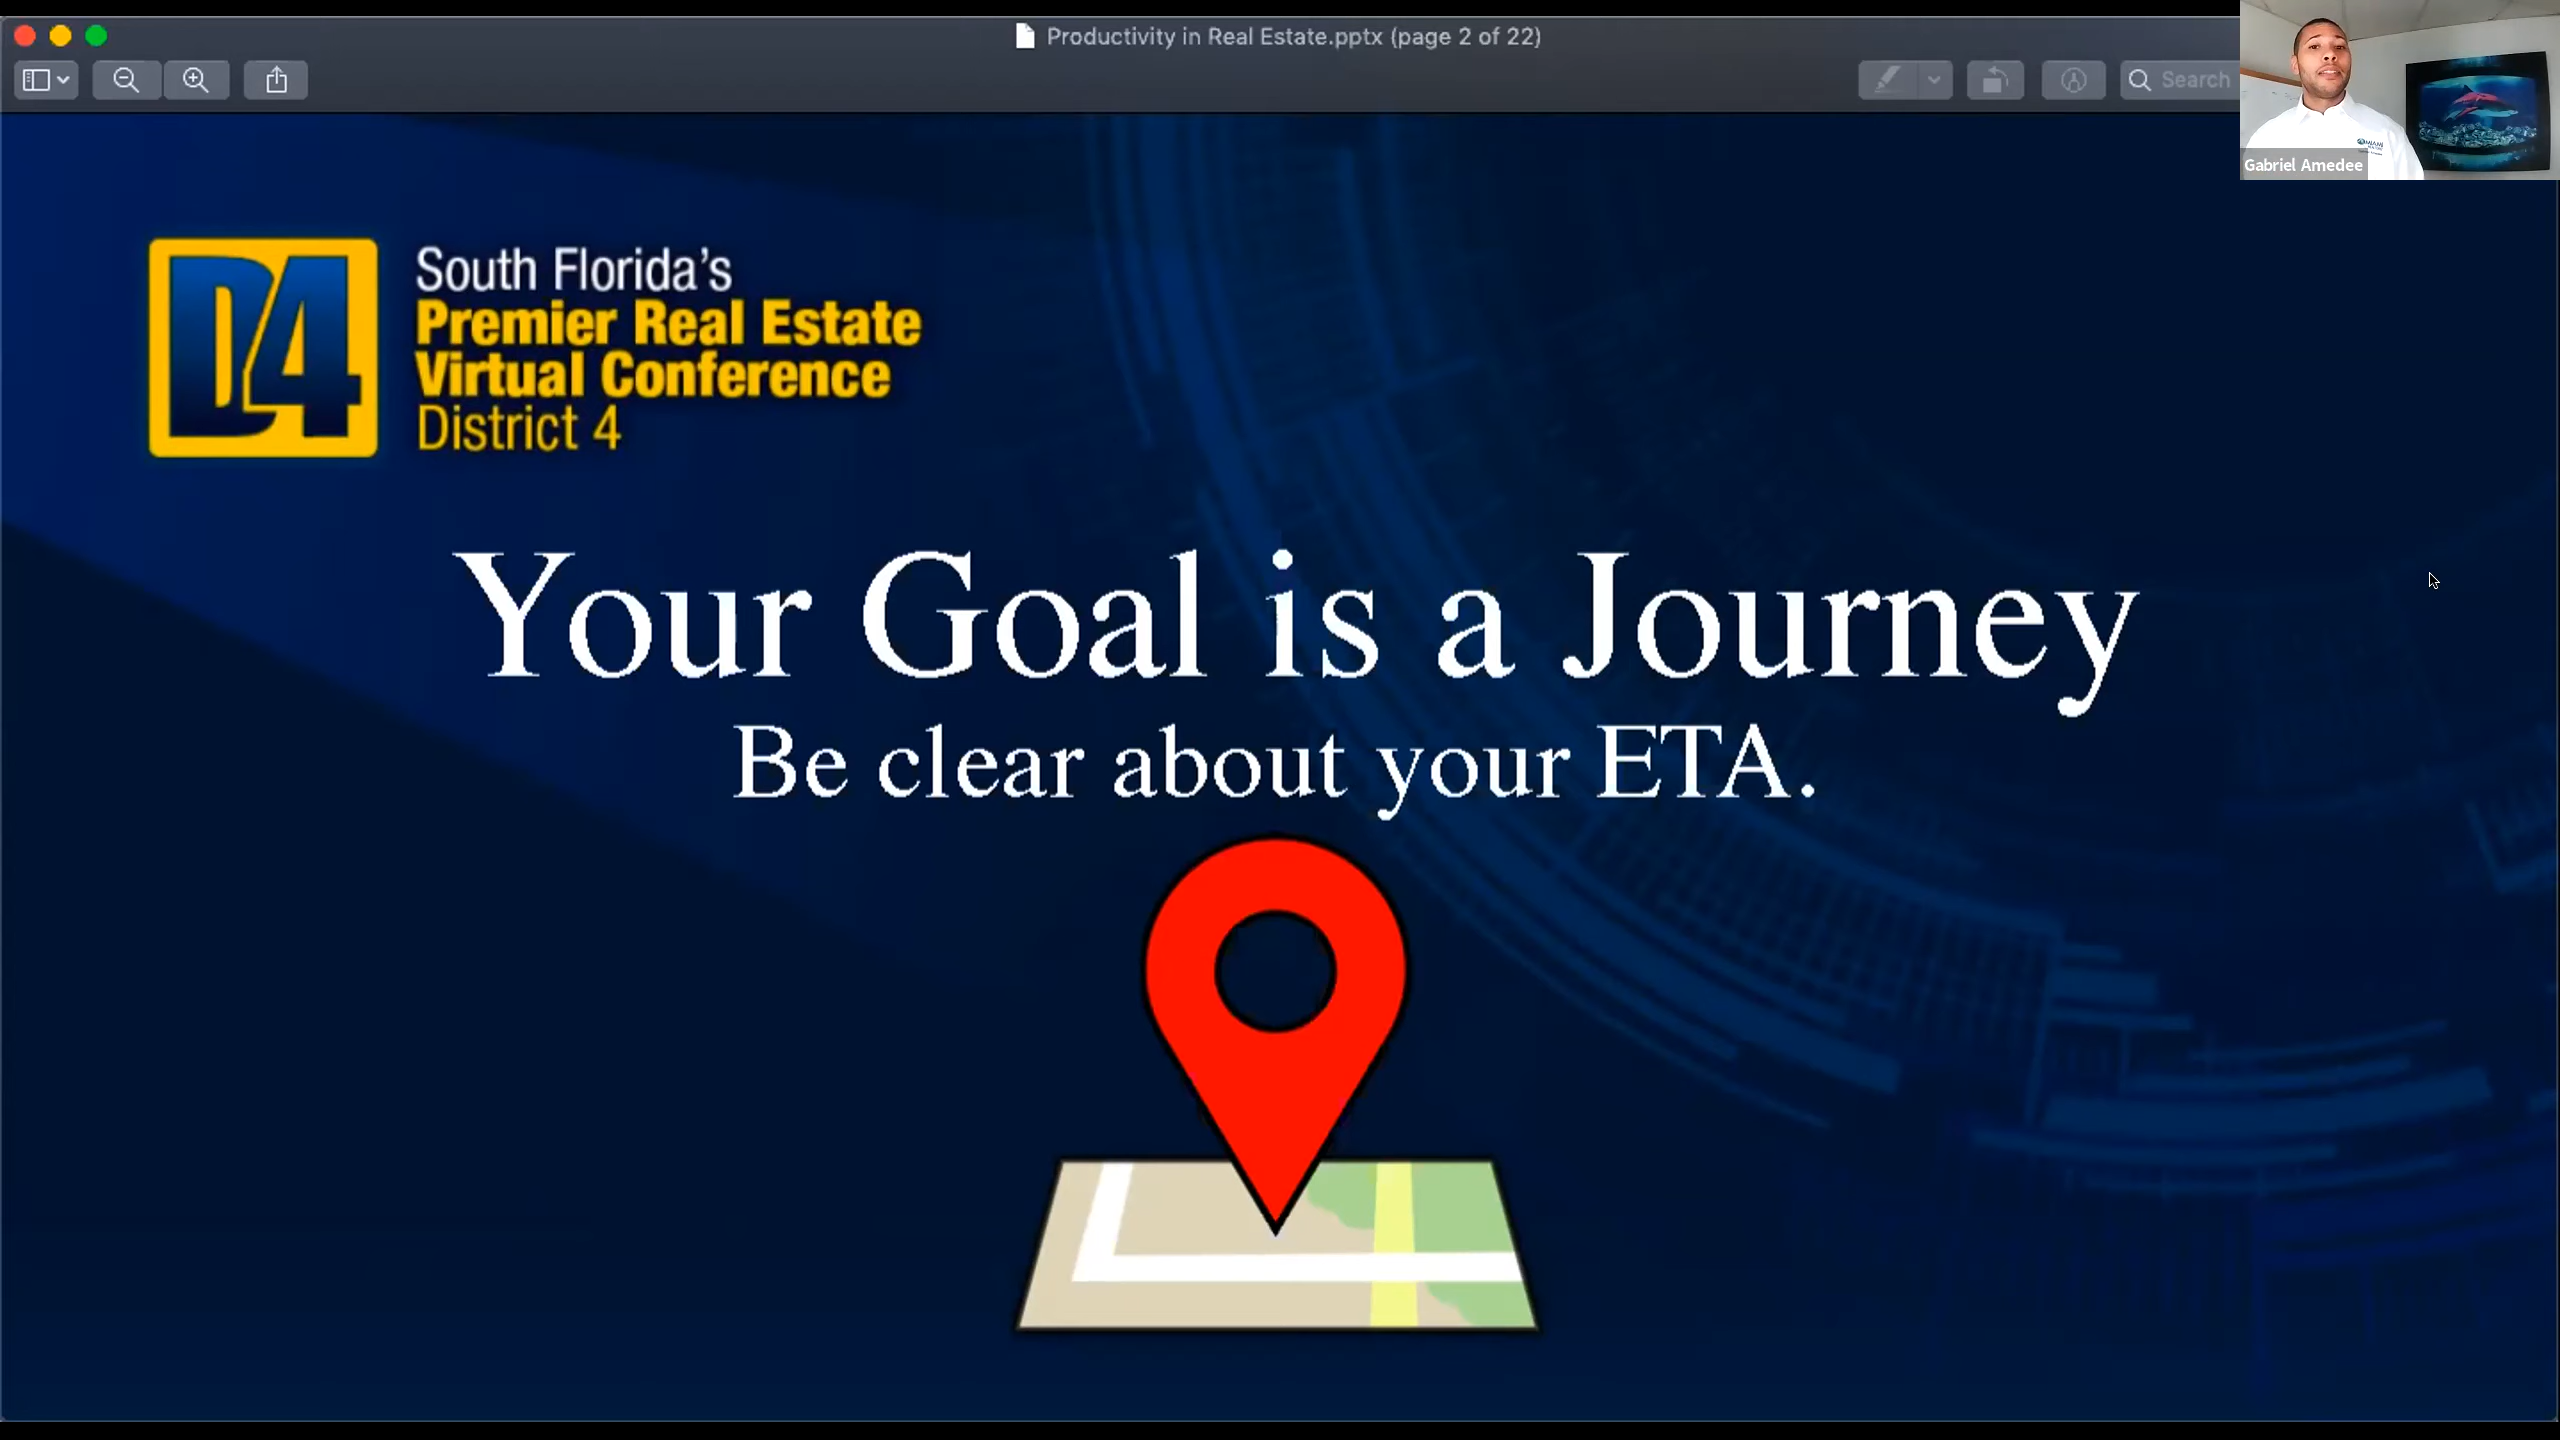 Productivity in Real Estate.pptx (page 2 of 22)
Search
MIAMI
Gabriel Amedee
D4
South Florida’s
Premier Real Estate
Virtual Conference
District 4
Your Goal is a Journey
Be clear about your ETA.